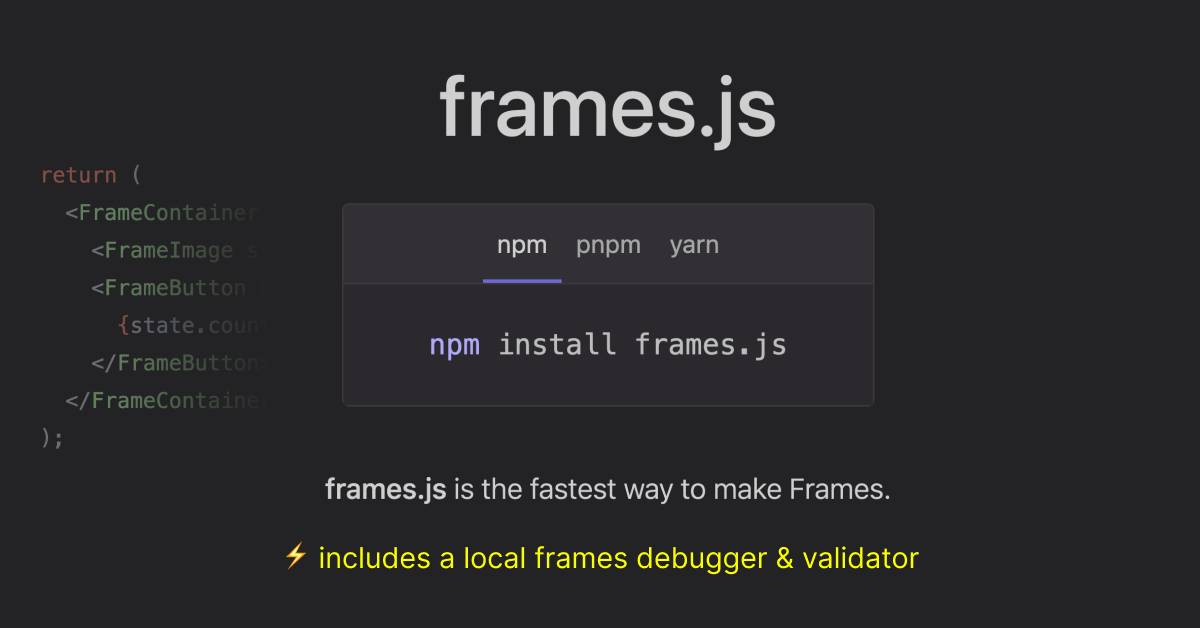 frames.js
return (
<FrameContainer
<FrameImage
<FrameButton
{state.coun
</FrameButton>
</FrameContaine
);
npm pnpm yarn
npm install frames.js
frames.js is the fastest way to make Frames.
⚡ includes a local frames debugger & validator